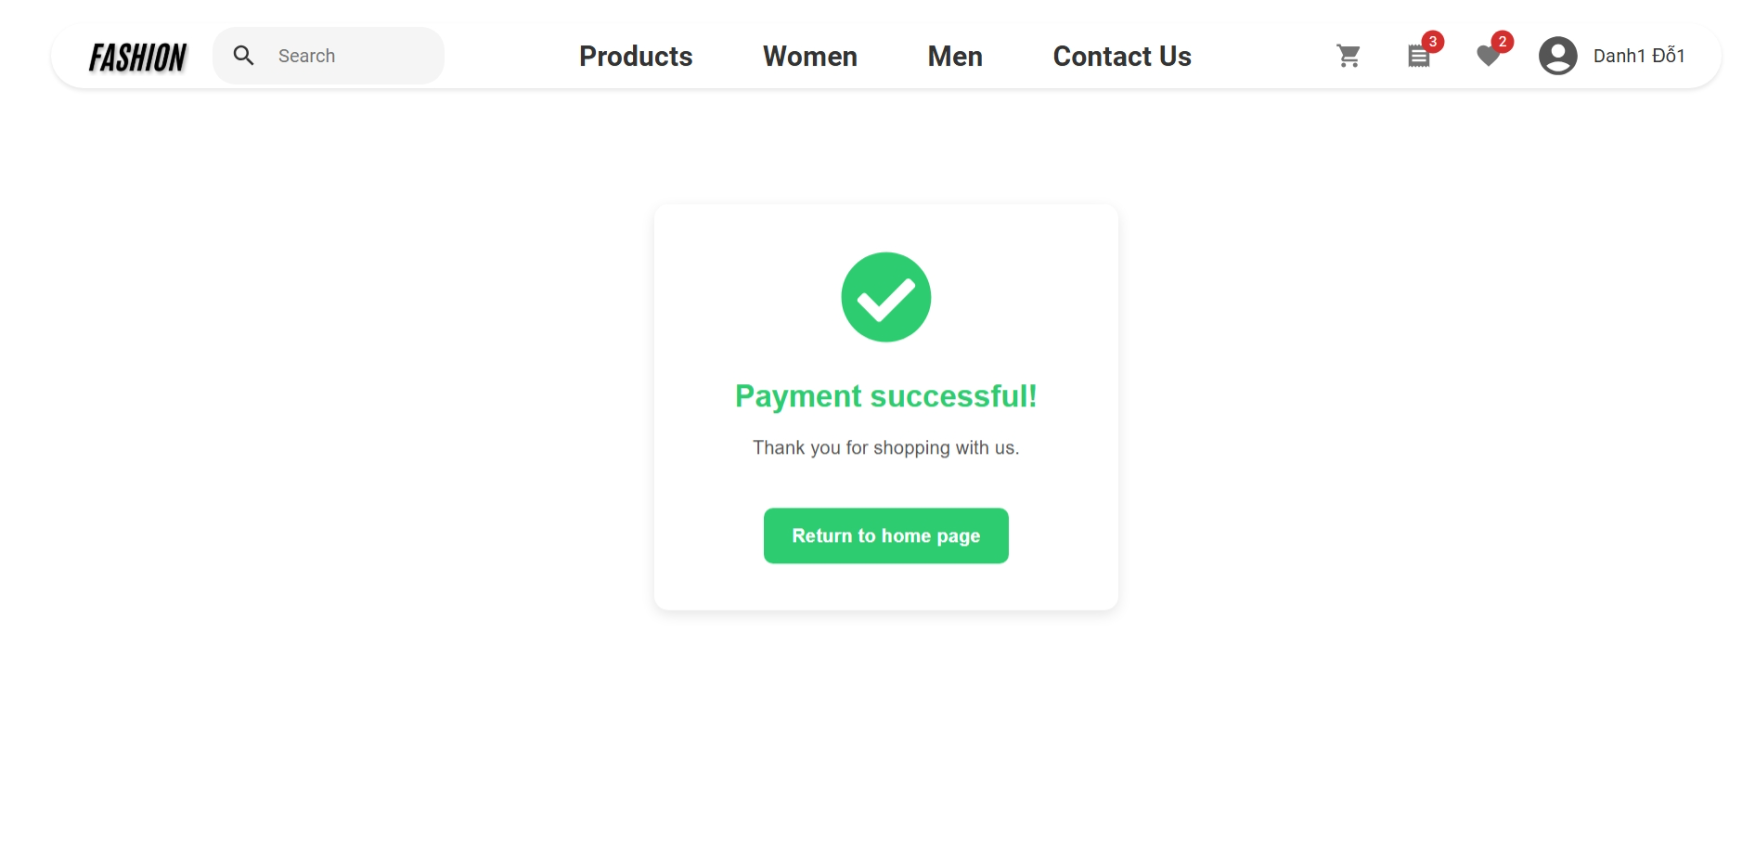 FASHION Search Products Women Men Contact Us 3 2 Danh1 Đỗ1
Payment successful!
Thank you for shopping with us.
Return to home page